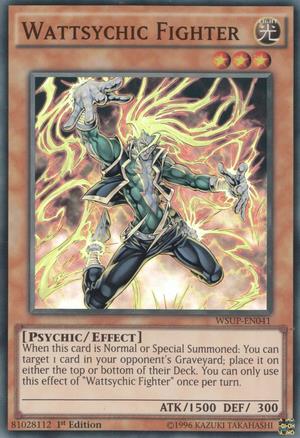 WATTSYCHIC FIGHTER
LIGHT
光
WSUP-EN041
[PSYCHIC/EFFECT]
When this card is Normal or Special Summoned: You can
target 1 card in your opponent's Graveyard; place it on
either the top or bottom of their Deck. You can only use
this effect of "Wattsychic Fighter" once per turn.
ATK/1500 DEF/ 300
81028112 1st Edition ©1996 KAZUKI TAKAHASHI